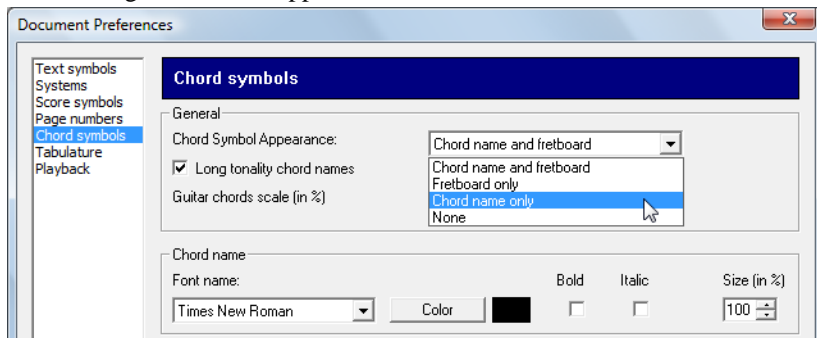 Document Preferences
Text symbols
Systems
Score symbols
Page numbers
Chord symbols
Tabulature
Playback
Chord symbols
General
Chord Symbol Appearance:
Chord name and fretboard
Long tonality chord names
Guitar chords scale (in %)
Chord name and fretboard
Fretboard only
Chord name only
None
Chord name
Font name:
Bold
Italic
Size (in %)
Times New Roman
Color
100